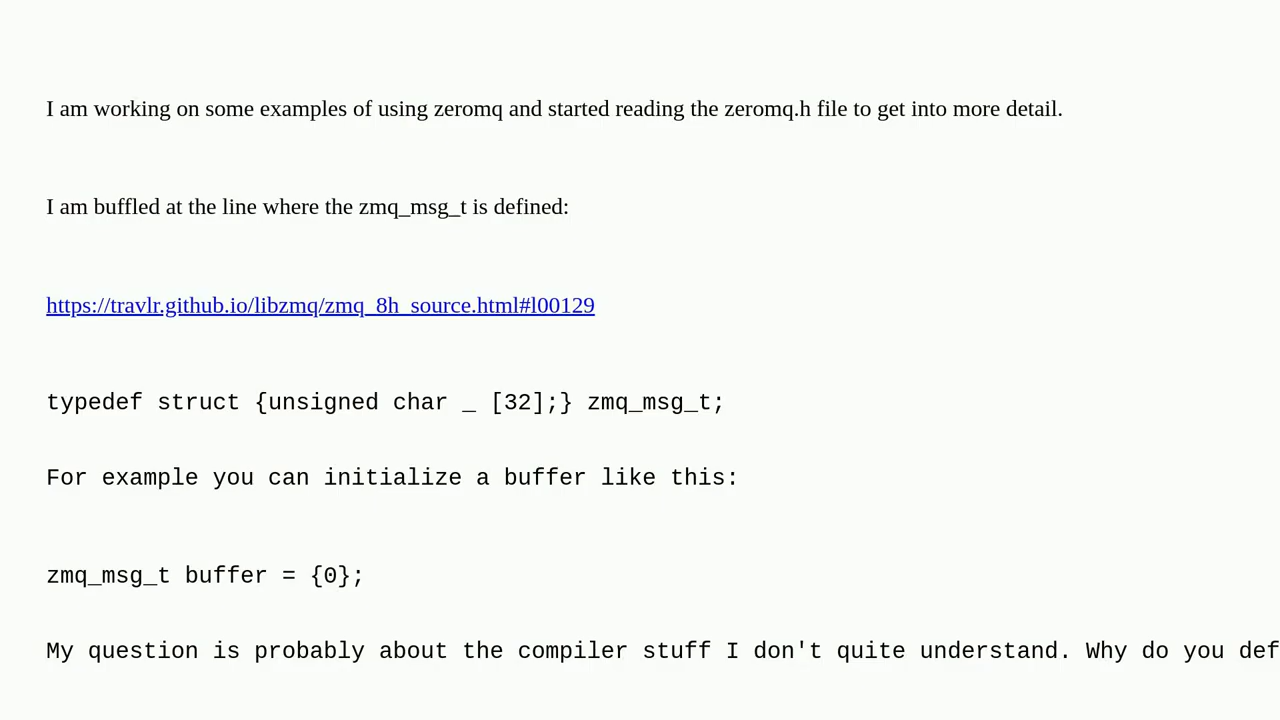 I am working on some examples of using zeromq and started reading the zeromq.h file to get into more detail.
I am buffled at the line where the zmq_msg_t is defined:
https://travlr.github.io/libzmq/zmq_8h_source.html#l00129
typedef struct {unsigned char _ [32];} zmq_msg_t;
For example you can initialize a buffer like this:
zmq_msg_t buffer = {0};
My question is probably about the compiler stuff I don't quite understand. Why do you def